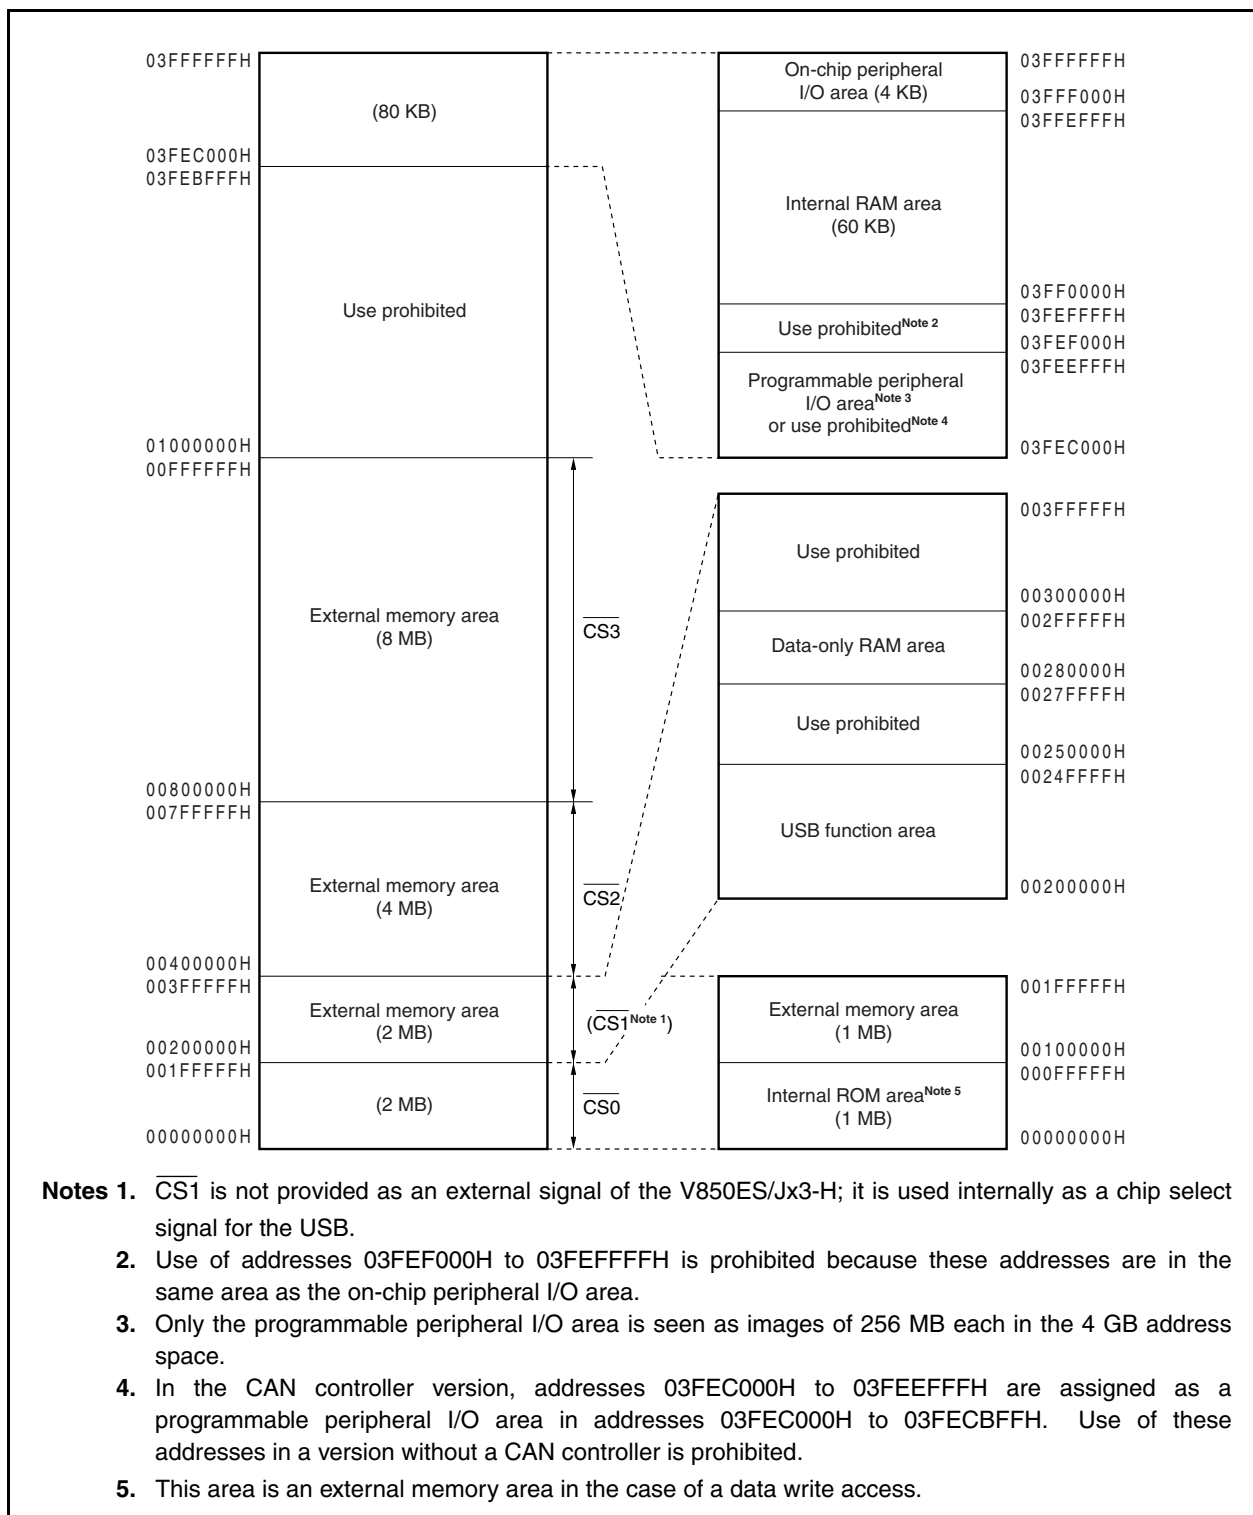 03FFFFFFH
(80 KB)
03FEC000H
03FEBFFFH
Use prohibited
01000000H
00FFFFFFH
External memory area
(8 MB)
CS3
00800000H
007FFFFFH
External memory area
(4 MB)
CS2
00400000H
003FFFFFH
External memory area
(2 MB)
(CS1Note 1)
00200000H
001FFFFFH
(2 MB)
CS0
00000000H
On-chip peripheral
I/O area (4 KB)
03FFFFFFH
03FFF000H
03FFEFFFH
Internal RAM area
(60 KB)
03FF0000H
03FEFFFFH
Use prohibitedNote 2
03FEF000H
03FEEFFFH
Programmable peripheral
I/O areaNote 3
or use prohibitedNote 4
03FEC000H
003FFFFFH
Use prohibited
00300000H
002FFFFFH
Data-only RAM area
00280000H
0027FFFFH
Use prohibited
00250000H
0024FFFFH
USB function area
00200000H
001FFFFFH
External memory area
(1 MB)
00100000H
000FFFFFH
Internal ROM areaNote 5
(1 MB)
00000000H
Notes 1. CS1 is not provided as an external signal of the V850ES/Jx3-H; it is used internally as a chip select
signal for the USB.
2. Use of addresses 03FEF000H to 03FEFFFFH is prohibited because these addresses are in the
same area as the on-chip peripheral I/O area.
3. Only the programmable peripheral I/O area is seen as images of 256 MB each in the 4 GB address
space.
4. In the CAN controller version, addresses 03FEC000H to 03FEEFFFH are assigned as a
programmable peripheral I/O area in addresses 03FEC000H to 03FECBFFH. Use of these
addresses in a version without a CAN controller is prohibited.
5. This area is an external memory area in the case of a data write access.